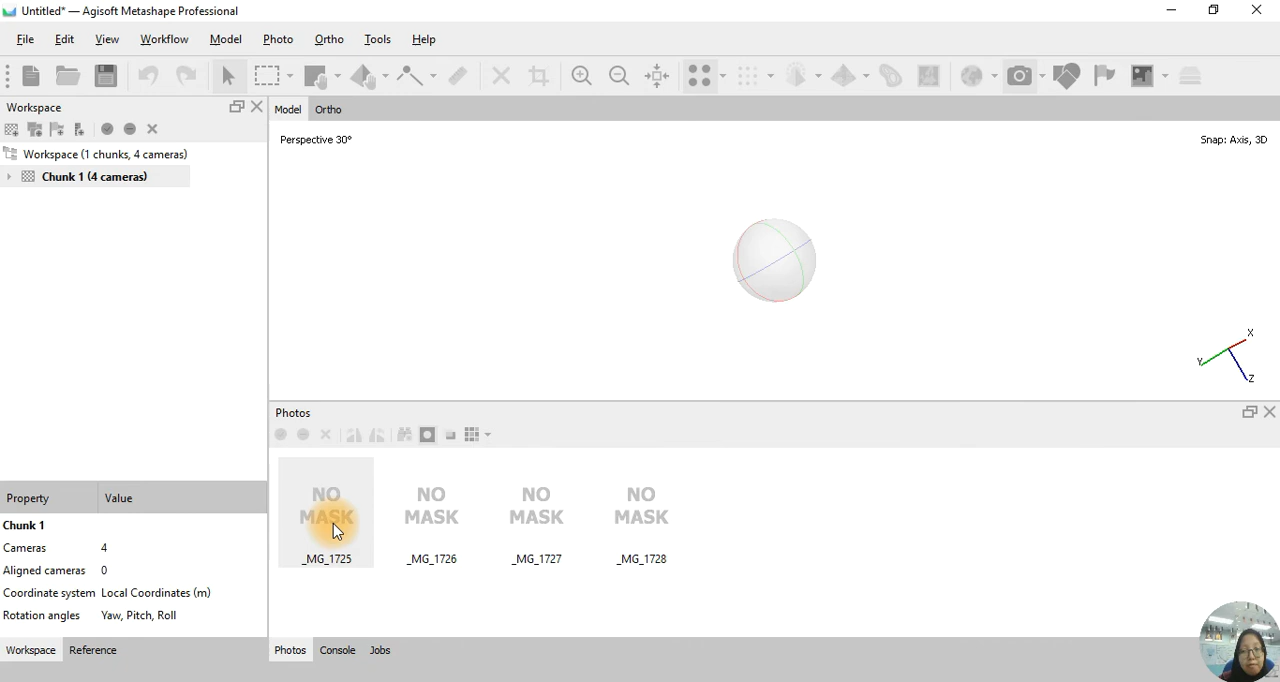 Untitled* — Agisoft Metashape Professional
File Edit View Workflow Model Photo Ortho Tools Help
Workspace
Model Ortho
Perspective 30°
Snap: Axis, 3D
Workspace (1 chunks, 4 cameras)
Chunk 1 (4 cameras)
X
Y
Z
Photos
NO MASK
_MG_1725
NO MASK
_MG_1726
NO MASK
_MG_1727
NO MASK
_MG_1728
Property Value
Chunk 1
Cameras 4
Aligned cameras 0
Coordinate system Local Coordinates (m)
Rotation angles Yaw, Pitch, Roll
Workspace Reference
Photos Console Jobs